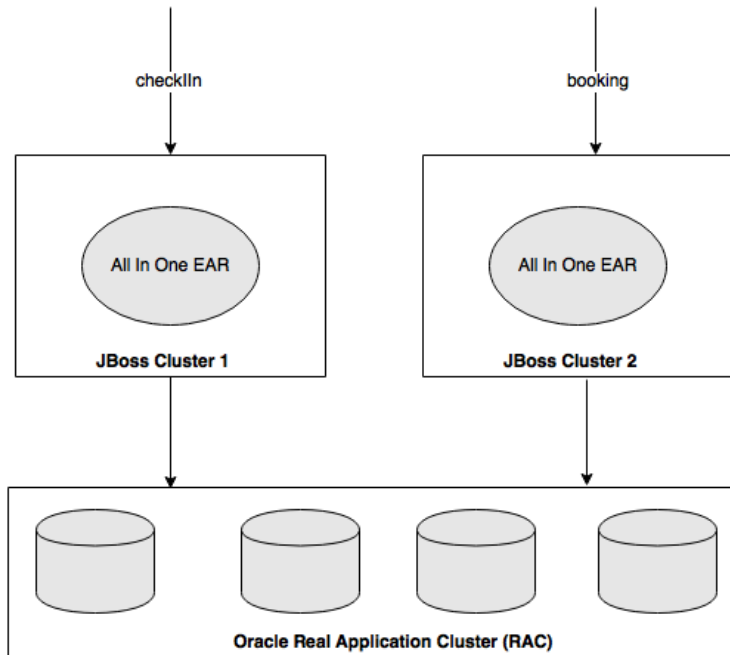 checkIIn
booking
All In One EAR
All In One EAR
JBoss Cluster 1
JBoss Cluster 2
Oracle Real Application Cluster (RAC)